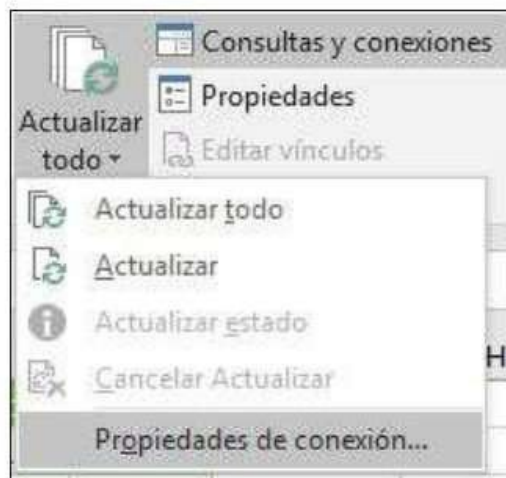 Consultas y conexiones
Propiedades
Editar vínculos
Actualizar
todo
Actualizar todo
Actualizar
Actualizar estado
Cancelar Actualizar
Propiedades de conexión...
H